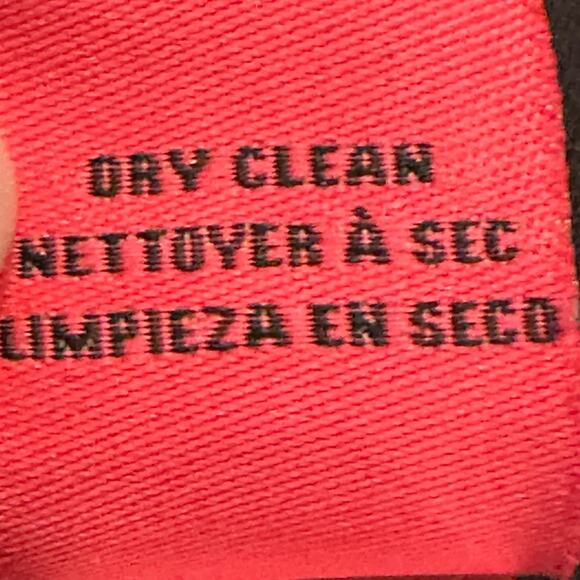 DRY CLEAN
NETTOYER À SEC
LIMPIEZA EN SECO